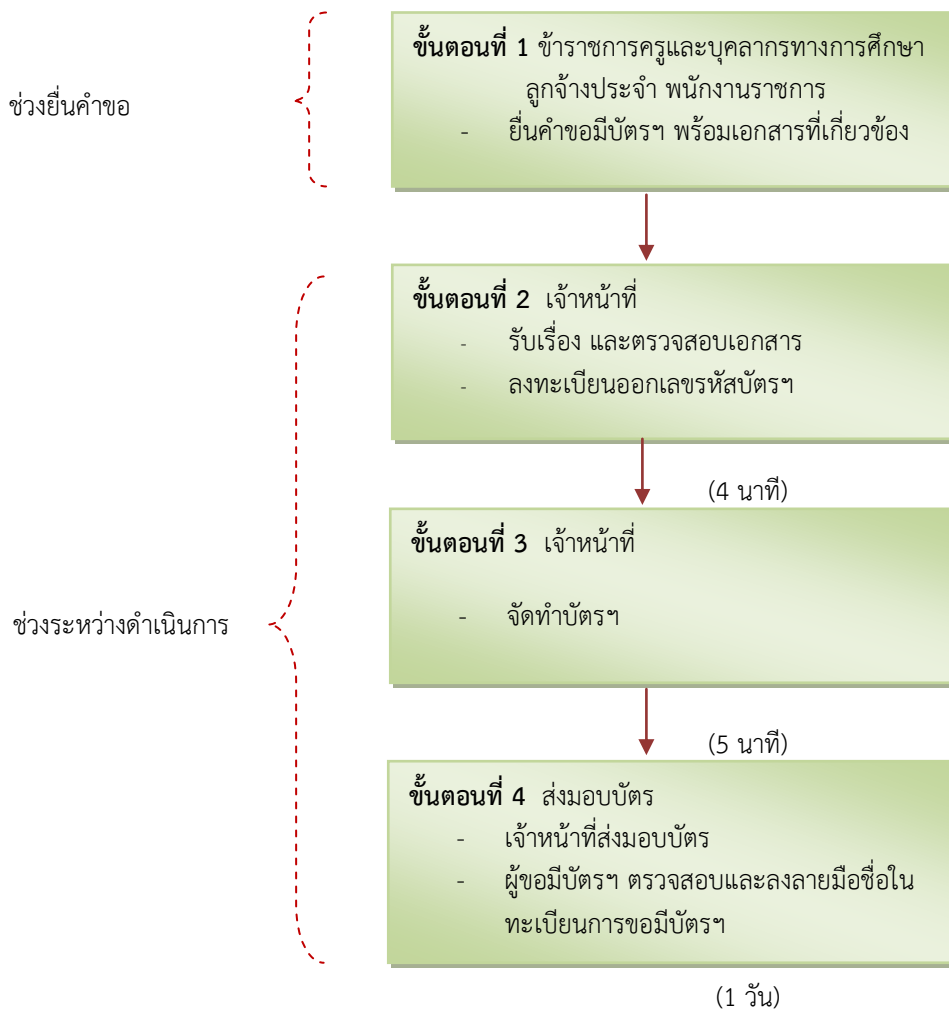 ช่วงยื่นคำขอ
ขั้นตอนที่ 1 ข้าราชการครูและบุคลากรทางการศึกษา
ลูกจ้างประจำ พนักงานราชการ
- ยื่นคำขอมีบัตรฯ พร้อมเอกสารที่เกี่ยวข้อง
ขั้นตอนที่ 2 เจ้าหน้าที่
- รับเรื่อง และตรวจสอบเอกสาร
- ลงทะเบียนออกเลขรหัสบัตรฯ
(4 นาที)
ช่วงระหว่างดำเนินการ
ขั้นตอนที่ 3 เจ้าหน้าที่
- จัดทำบัตรฯ
(5 นาที)
ขั้นตอนที่ 4 ส่งมอบบัตร
- เจ้าหน้าที่ส่งมอบบัตร
- ผู้ขอมีบัตรฯ ตรวจสอบและลงลายมือชื่อใน
ทะเบียนการขอมีบัตรฯ
(1 วัน)